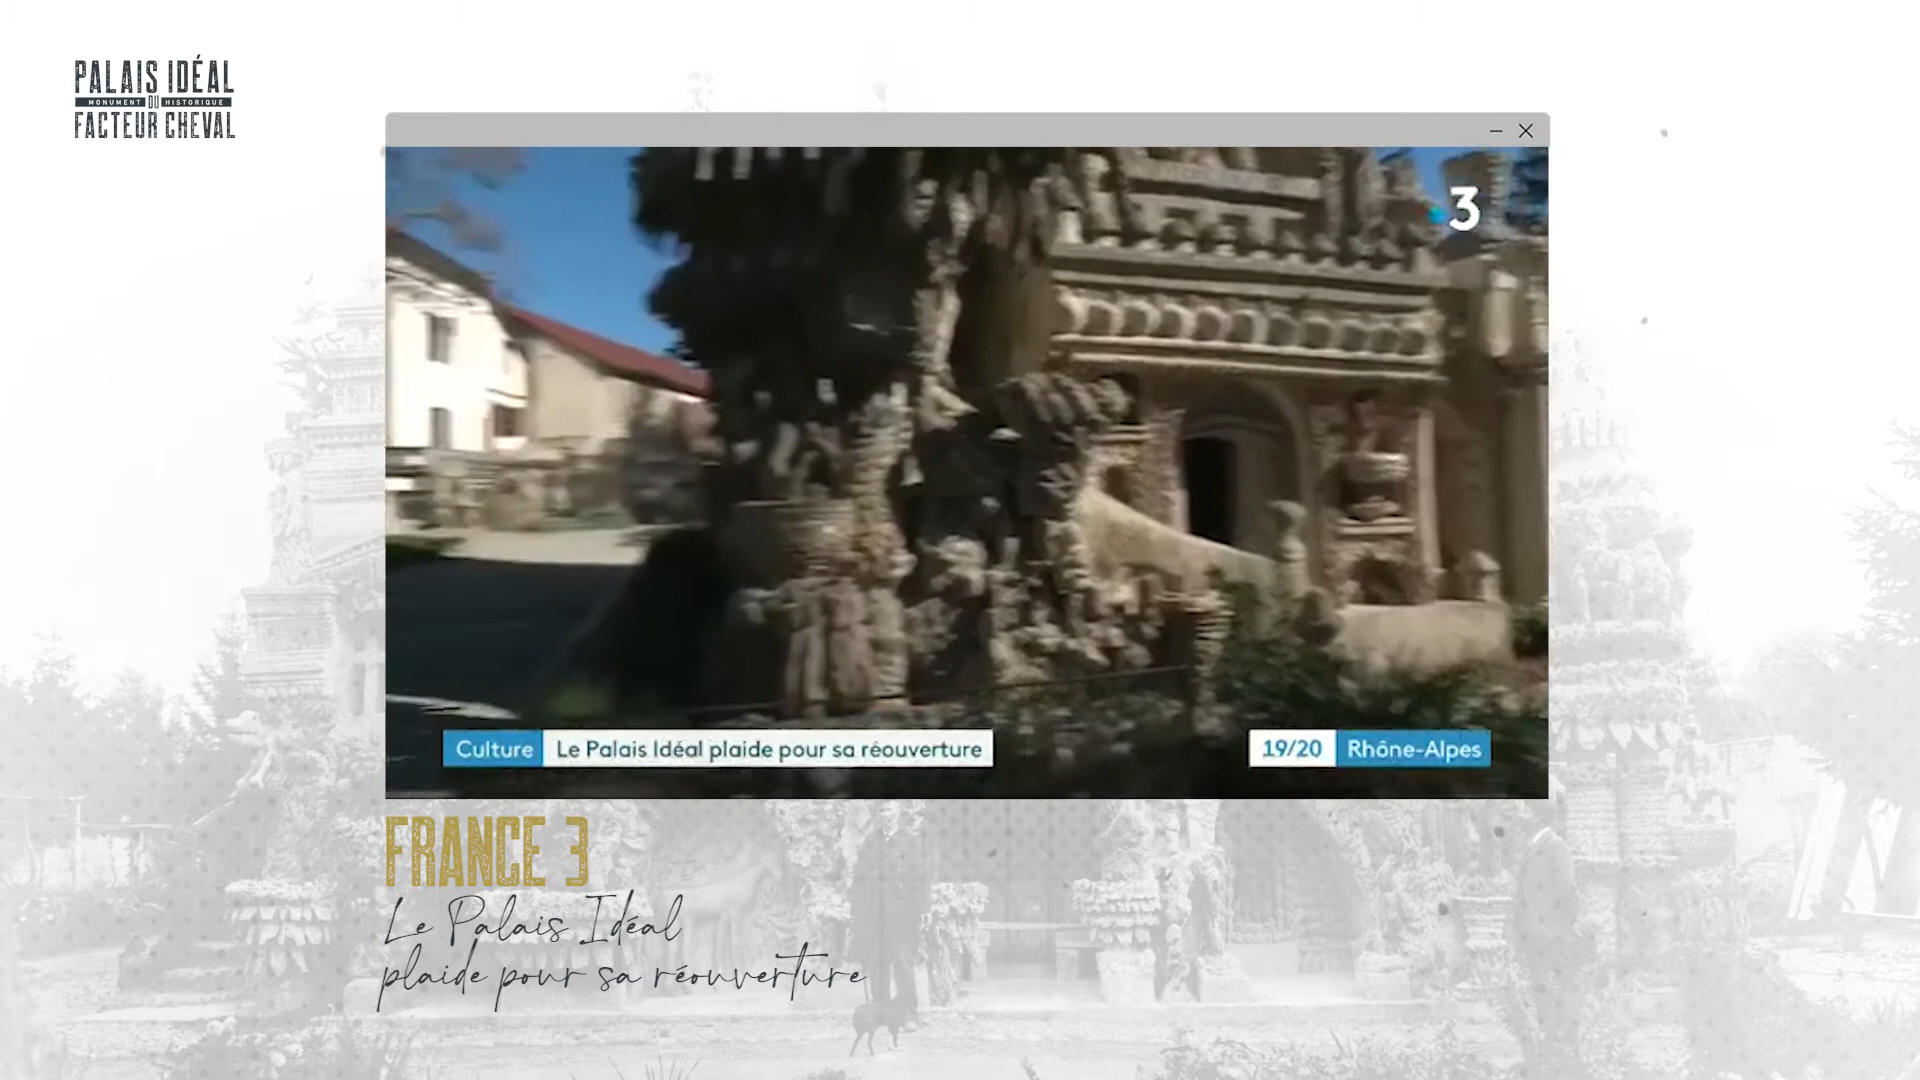 PALAIS IDÉAL
MONUMENT DU HISTORIQUE
FACTEUR CHEVAL
3
Culture Le Palais Idéal plaide pour sa réouverture
19/20 Rhône-Alpes
FRANCE 3
Le Palais Idéal
plaide pour sa réouverture